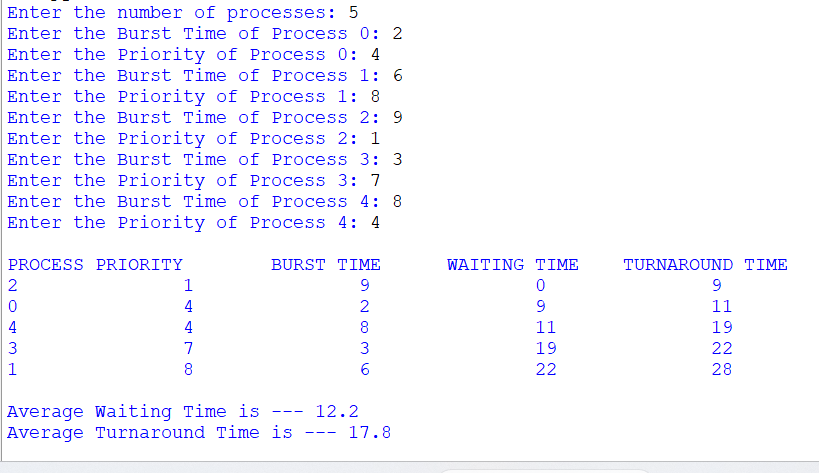 Enter the number of processes: 5
Enter the Burst Time of Process 0: 2
Enter the Priority of Process 0: 4
Enter the Burst Time of Process 1: 6
Enter the Priority of Process 1: 8
Enter the Burst Time of Process 2: 9
Enter the Priority of Process 2: 1
Enter the Burst Time of Process 3: 3
Enter the Priority of Process 3: 7
Enter the Burst Time of Process 4: 8
Enter the Priority of Process 4: 4

PROCESS PRIORITY        BURST TIME      WAITING TIME    TURNAROUND TIME
2               1               9               0               9
0               4               2               9               11
4               4               8               11              19
3               7               3               19              22
1               8               6               22              28

Average Waiting Time is --- 12.2
Average Turnaround Time is --- 17.8